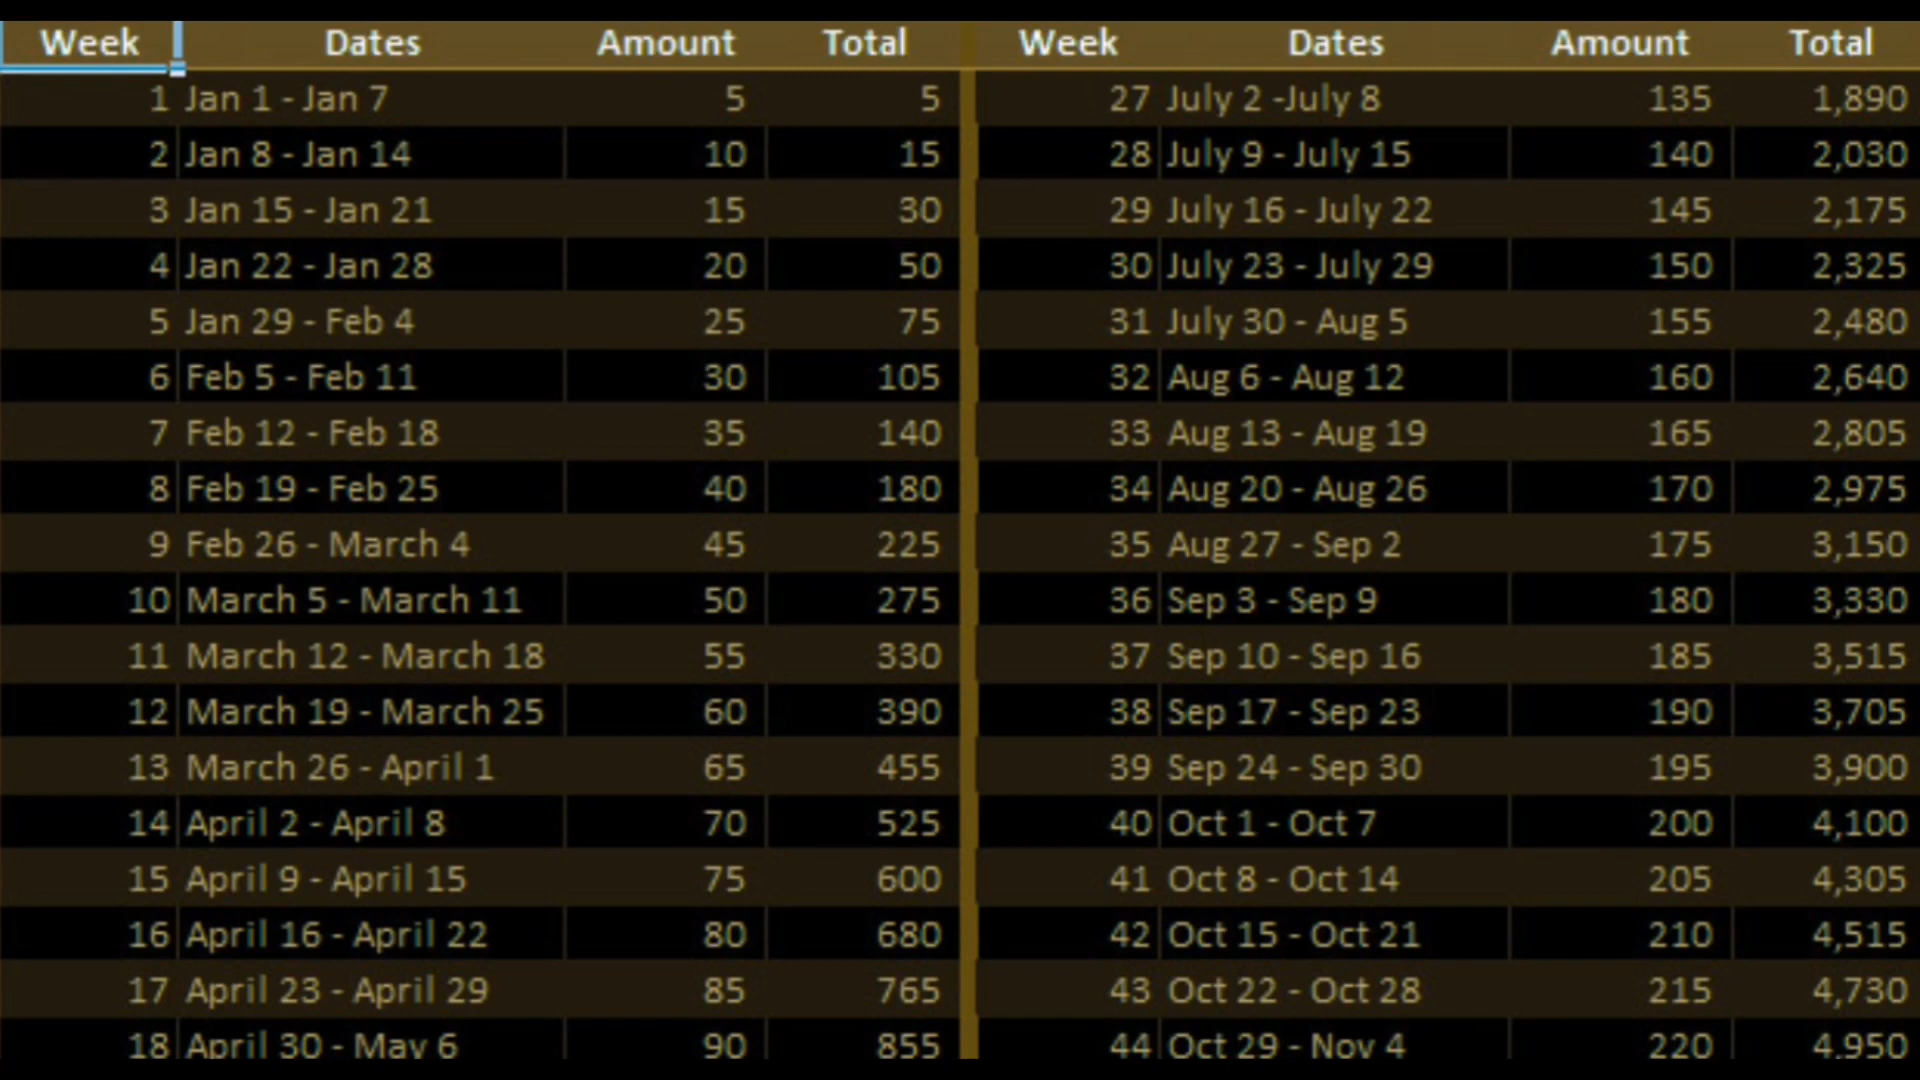 Week Dates Amount Total Week Dates Amount Total
1 Jan 1 - Jan 7 5 5 27 July 2 -July 8 135 1,890
2 Jan 8 - Jan 14 10 15 28 July 9 - July 15 140 2,030
3 Jan 15 - Jan 21 15 30 29 July 16 - July 22 145 2,175
4 Jan 22 - Jan 28 20 50 30 July 23 - July 29 150 2,325
5 Jan 29 - Feb 4 25 75 31 July 30 - Aug 5 155 2,480
6 Feb 5 - Feb 11 30 105 32 Aug 6 - Aug 12 160 2,640
7 Feb 12 - Feb 18 35 140 33 Aug 13 - Aug 19 165 2,805
8 Feb 19 - Feb 25 40 180 34 Aug 20 - Aug 26 170 2,975
9 Feb 26 - March 4 45 225 35 Aug 27 - Sep 2 175 3,150
10 March 5 - March 11 50 275 36 Sep 3 - Sep 9 180 3,330
11 March 12 - March 18 55 330 37 Sep 10 - Sep 16 185 3,515
12 March 19 - March 25 60 390 38 Sep 17 - Sep 23 190 3,705
13 March 26 - April 1 65 455 39 Sep 24 - Sep 30 195 3,900
14 April 2 - April 8 70 525 40 Oct 1 - Oct 7 200 4,100
15 April 9 - April 15 75 600 41 Oct 8 - Oct 14 205 4,305
16 April 16 - April 22 80 680 42 Oct 15 - Oct 21 210 4,515
17 April 23 - April 29 85 765 43 Oct 22 - Oct 28 215 4,730
18 April 30 - May 6 90 855 44 Oct 29 - Nov 4 220 4,950